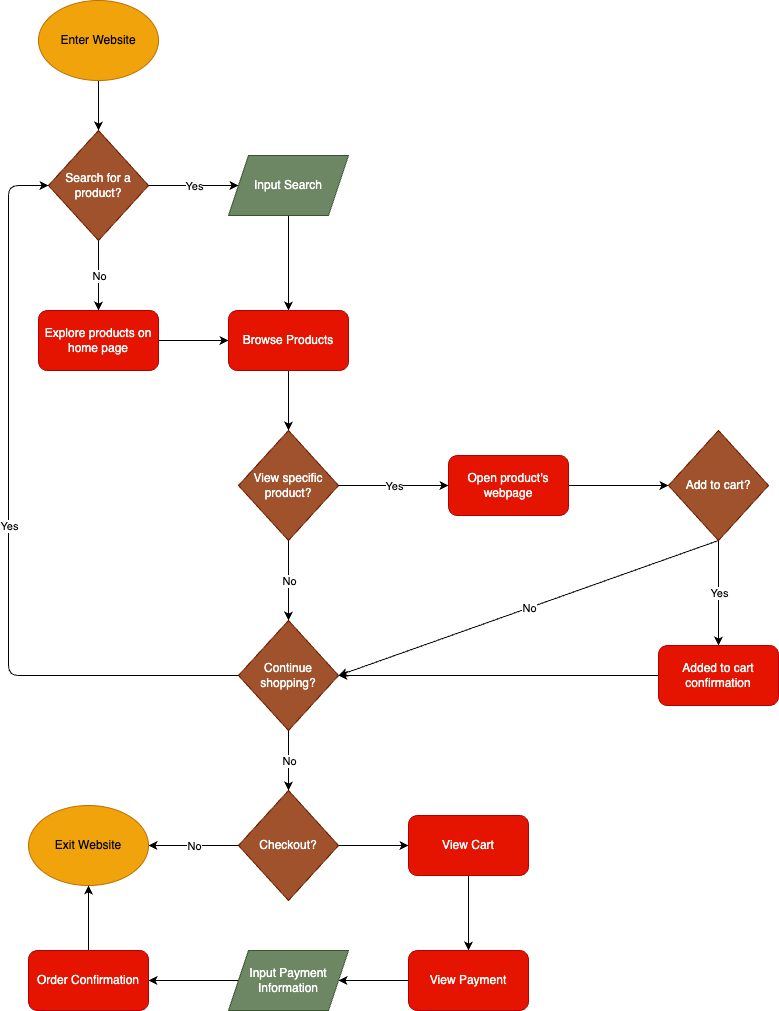 Enter Website
Search for a
product?
Yes
Input Search
No
Explore products on
home page
Browse Products
View specific
product?
Yes
Open product's
webpage
Add to cart?
Yes
No
Yes
No
Continue
shopping?
Added to cart
confirmation
No
Exit Website
No
Checkout?
View Cart
Order Confirmation
Input Payment
Information
View Payment